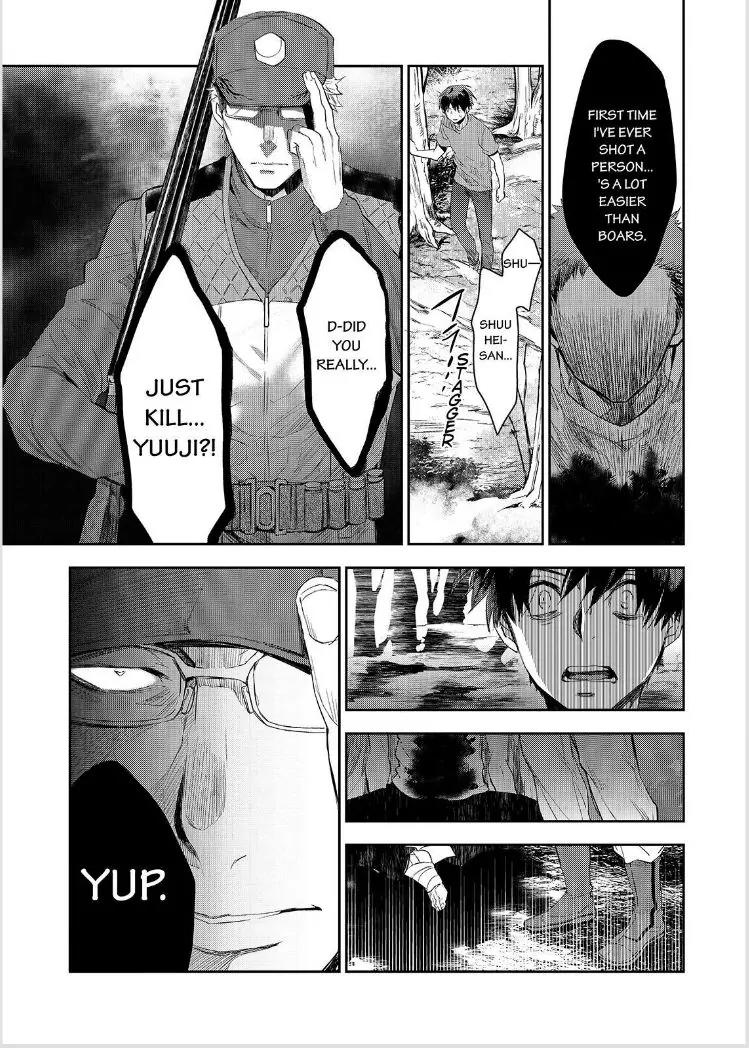 FIRST TIME
I'VE EVER
SHOT A
PERSON...
'S A LOT
EASIER
THAN
BOARS.
SHU—
SHUU
HEI-
SAN...
STAGGER
D-DID
YOU
REALLY...
JUST
KILL...
YUUJI?!
YUP.